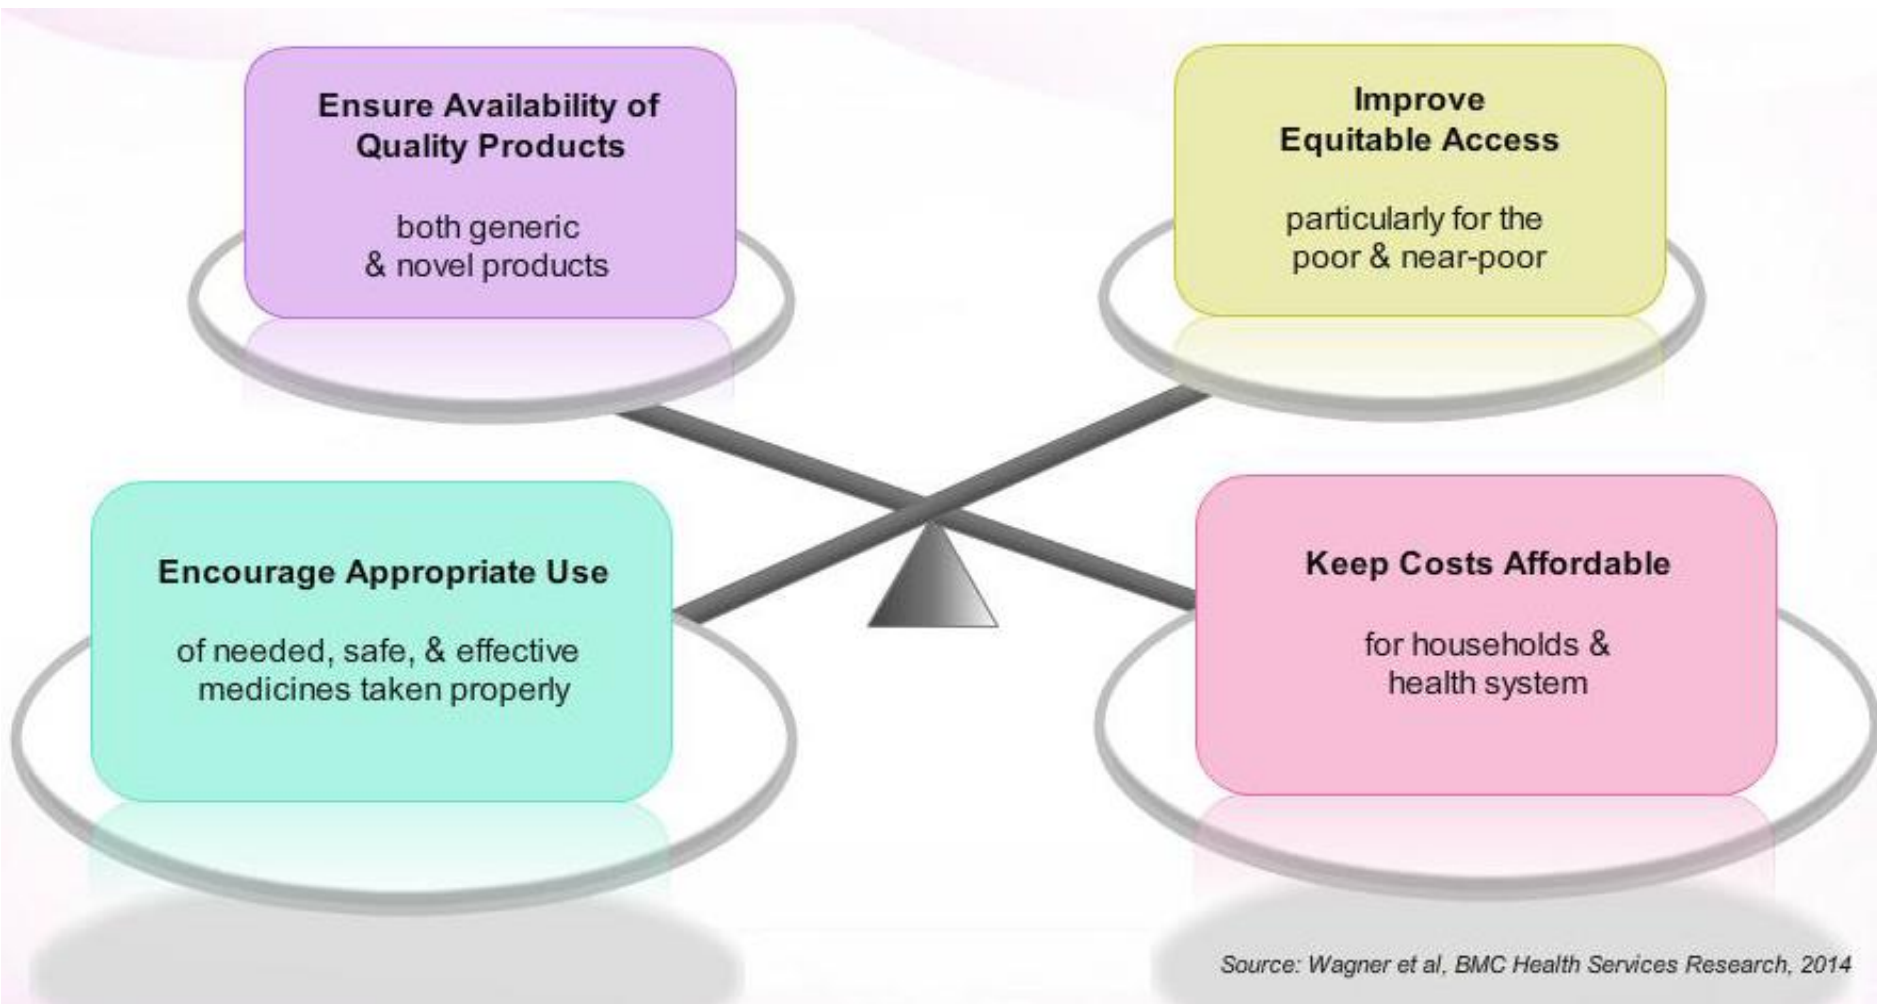 Ensure Availability of
Quality Products
both generic
& novel products
Improve
Equitable Access
particularly for the
poor & near-poor
Encourage Appropriate Use
of needed, safe, & effective
medicines taken properly
Keep Costs Affordable
for households &
health system
Source: Wagner et al, BMC Health Services Research, 2014